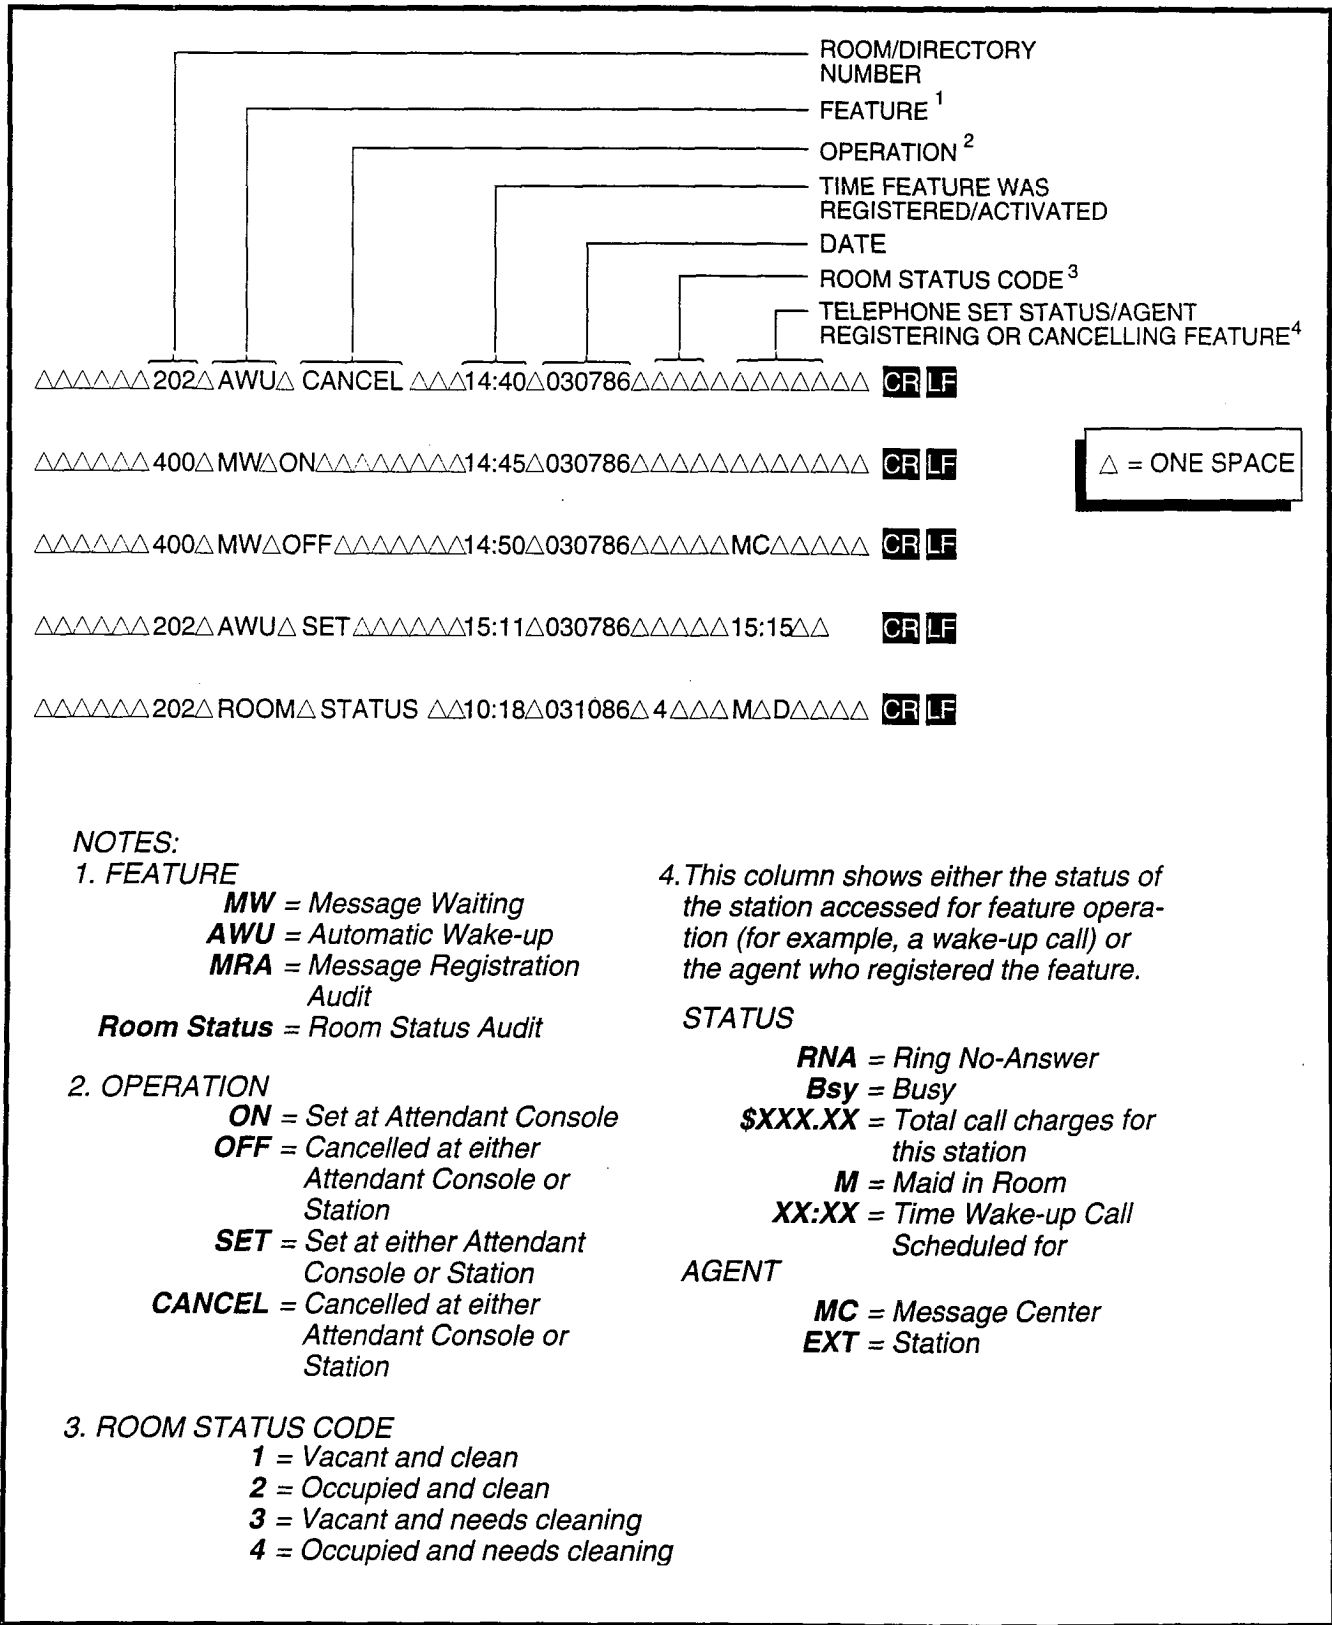 ROOM/DIRECTORY
NUMBER
FEATURE 1
OPERATION 2
TIME FEATURE WAS
REGISTERED/ACTIVATED
DATE
ROOM STATUS CODE 3
TELEPHONE SET STATUS/AGENT
REGISTERING OR CANCELLING FEATURE4
△△△△△△202△AWU△ CANCEL △△△14:40△030786△△△△△△△△△△△△ CR LF
△△△△△△400△MW△ON△△△△△△△△14:45△030786△△△△△△△△△△△△ CR LF
△ = ONE SPACE
△△△△△△400△MW△OFF△△△△△△△14:50△030786△△△△△MC△△△△△ CR LF
△△△△△△202△AWU△ SET△△△△△△15:11△030786△△△△△15:15△△ CR LF
△△△△△△202△ROOM△STATUS △△10:18△031086△4△△△M△D△△△△ CR LF
NOTES:
1. FEATURE
MW = Message Waiting
AWU = Automatic Wake-up
MRA = Message Registration
Audit
Room Status = Room Status Audit
2. OPERATION
ON = Set at Attendant Console
OFF = Cancelled at either
Attendant Console or
Station
SET = Set at either Attendant
Console or Station
CANCEL = Cancelled at either
Attendant Console or
Station
3. ROOM STATUS CODE
1 = Vacant and clean
2 = Occupied and clean
3 = Vacant and needs cleaning
4 = Occupied and needs cleaning
4. This column shows either the status of
the station accessed for feature opera-
tion (for example, a wake-up call) or
the agent who registered the feature.
STATUS
RNA = Ring No-Answer
Bsy = Busy
$XXX.XX = Total call charges for
this station
M = Maid in Room
XX:XX = Time Wake-up Call
Scheduled for
AGENT
MC = Message Center
EXT = Station